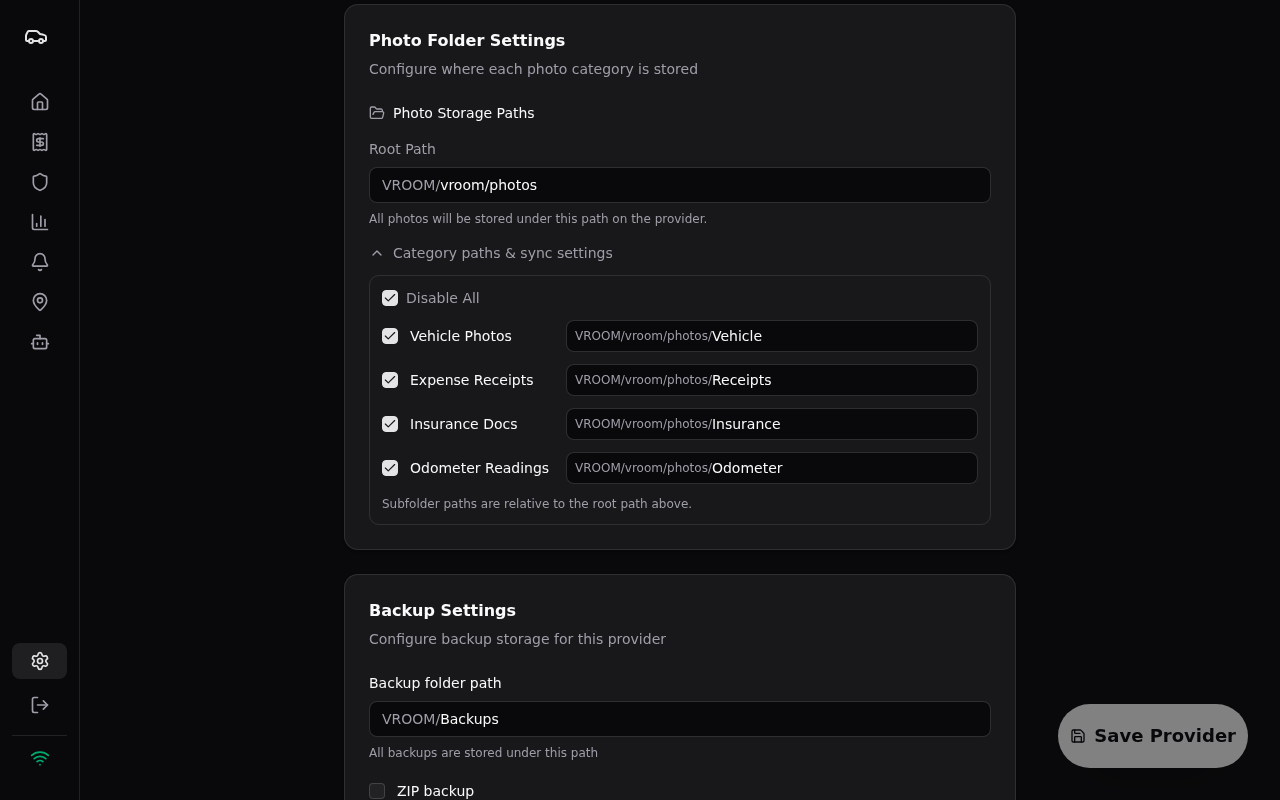 Photo Folder Settings
Configure where each photo category is stored
Photo Storage Paths
Root Path
VROOM/vroom/photos
All photos will be stored under this path on the provider.
Category paths & sync settings
Disable All
Vehicle Photos VROOM/vroom/photos/Vehicle
Expense Receipts VROOM/vroom/photos/Receipts
Insurance Docs VROOM/vroom/photos/Insurance
Odometer Readings VROOM/vroom/photos/Odometer
Subfolder paths are relative to the root path above.
Backup Settings
Configure backup storage for this provider
Backup folder path
VROOM/Backups
All backups are stored under this path
Save Provider
ZIP backup